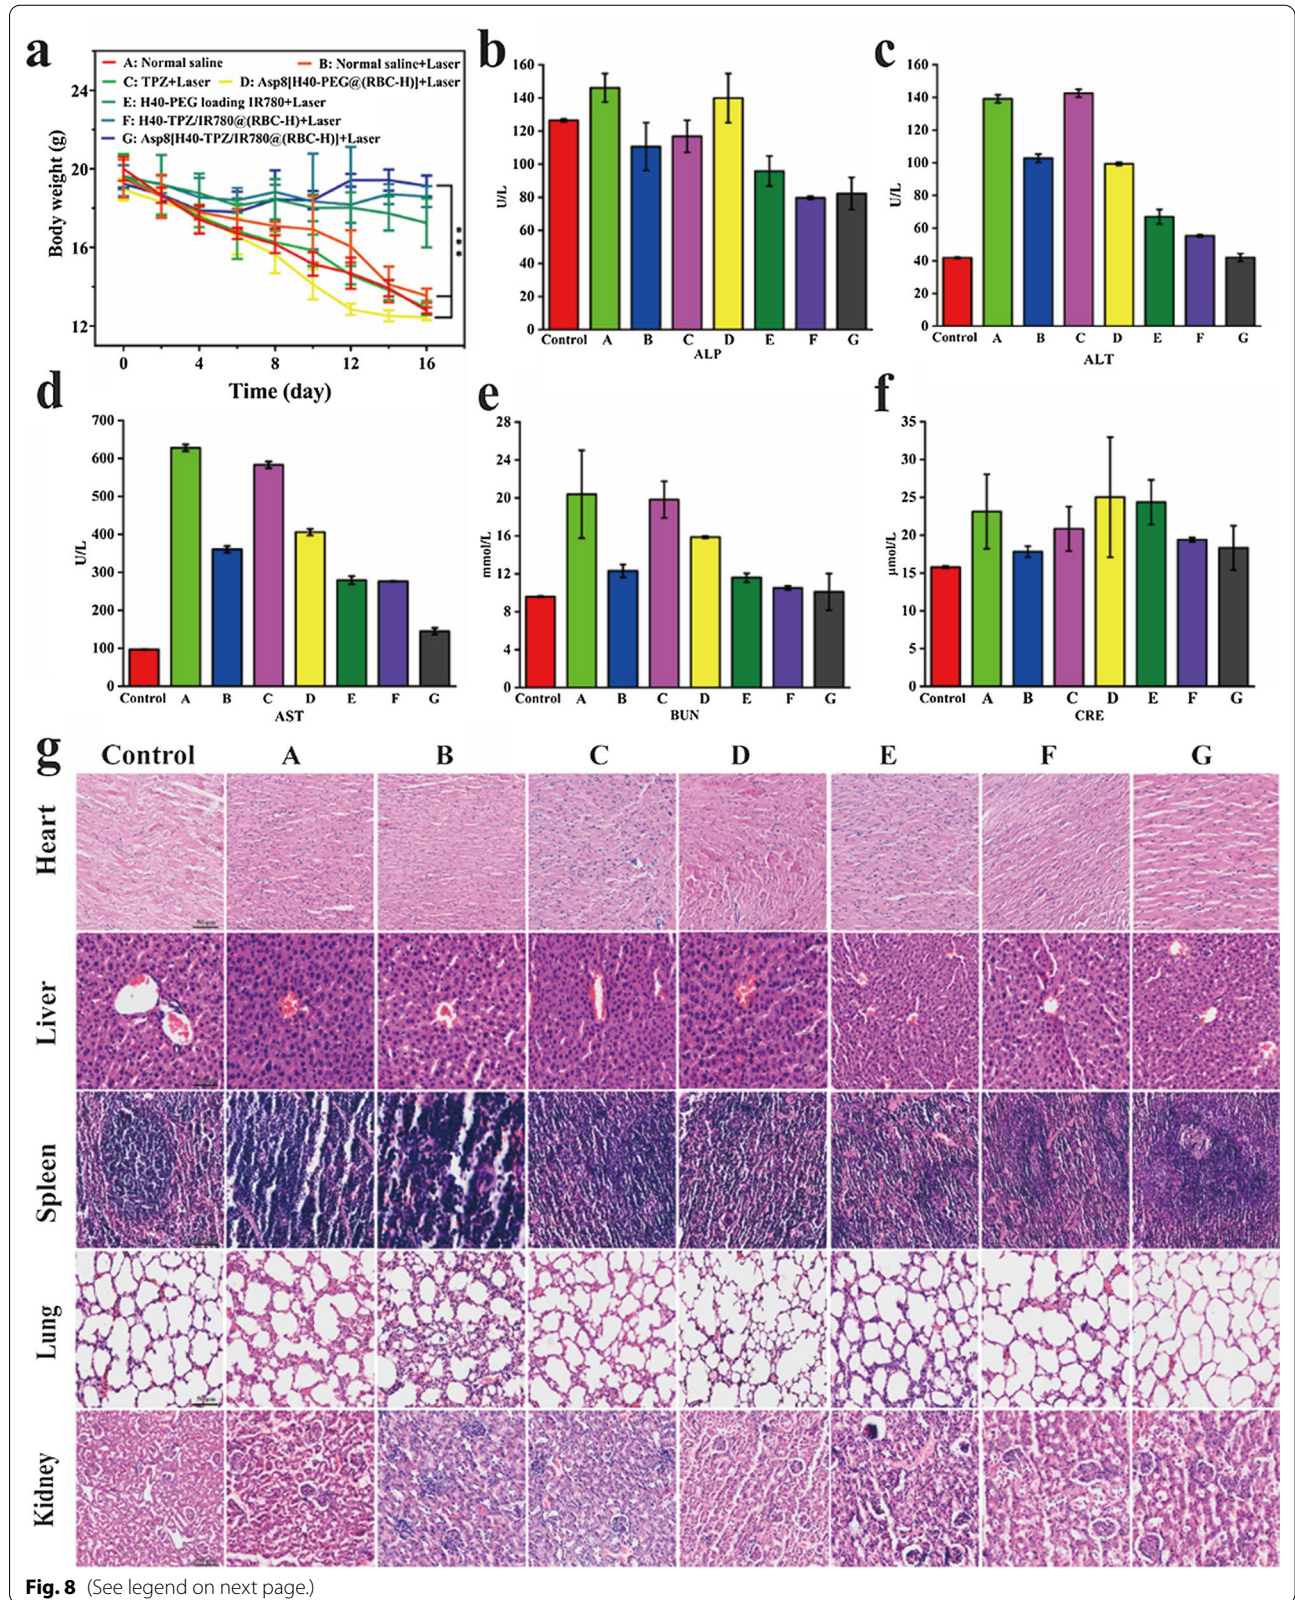 a
A: Normal saline
B: Normal saline+Laser
C: TPZ+Laser
D: Asp8[H40-PEG@(RBC-H)]+Laser
E: H40-PEG loading IR780+Laser
F: H40-TPZ/IR780@(RBC-H)+Laser
G: Asp8[H40-TPZ/IR780@(RBC-H)]+Laser
Body weight (g)
24
20
16
12
0 4 8 12 16
Time (day)
***
b
160
140
120
100
80
60
40
20
0
U/L
Control A B C D E F G
ALP
c
160
140
120
100
80
60
40
20
0
U/L
Control A B C D E F G
ALT
d
700
600
500
400
300
200
100
0
U/L
Control A B C D E F G
AST
e
28
24
20
16
12
8
4
0
mmol/L
Control A B C D E F G
BUN
f
35
30
25
20
15
10
5
0
µmol/L
Control A B C D E F G
CRE
g
Control A B C D E F G
Heart
Liver
Spleen
Lung
Kidney
Fig. 8 (See legend on next page.)